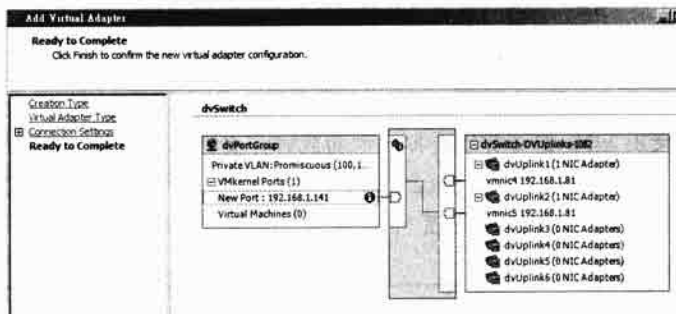 Add Virtual Adapter
Ready to Complete
Click Finish to confirm the new virtual adapter configuration.
Creation Type
Virtual Adapter Type
Connection Settings
Ready to Complete
dvSwitch
dvPortGroup
Private VLAN: Promiscuous (100,1...
VMkernel Ports (1)
New Port : 192.168.1.141
Virtual Machines (0)
dvSwitch-DVUplinks-1082
dvUplink1 (1 NIC Adapter)
vmnic4 192.168.1.81
dvUplink2 (1 NIC Adapter)
vmnic5 192.168.1.81
dvUplink3 (0 NIC Adapters)
dvUplink4 (0 NIC Adapters)
dvUplink5 (0 NIC Adapters)
dvUplink6 (0 NIC Adapters)